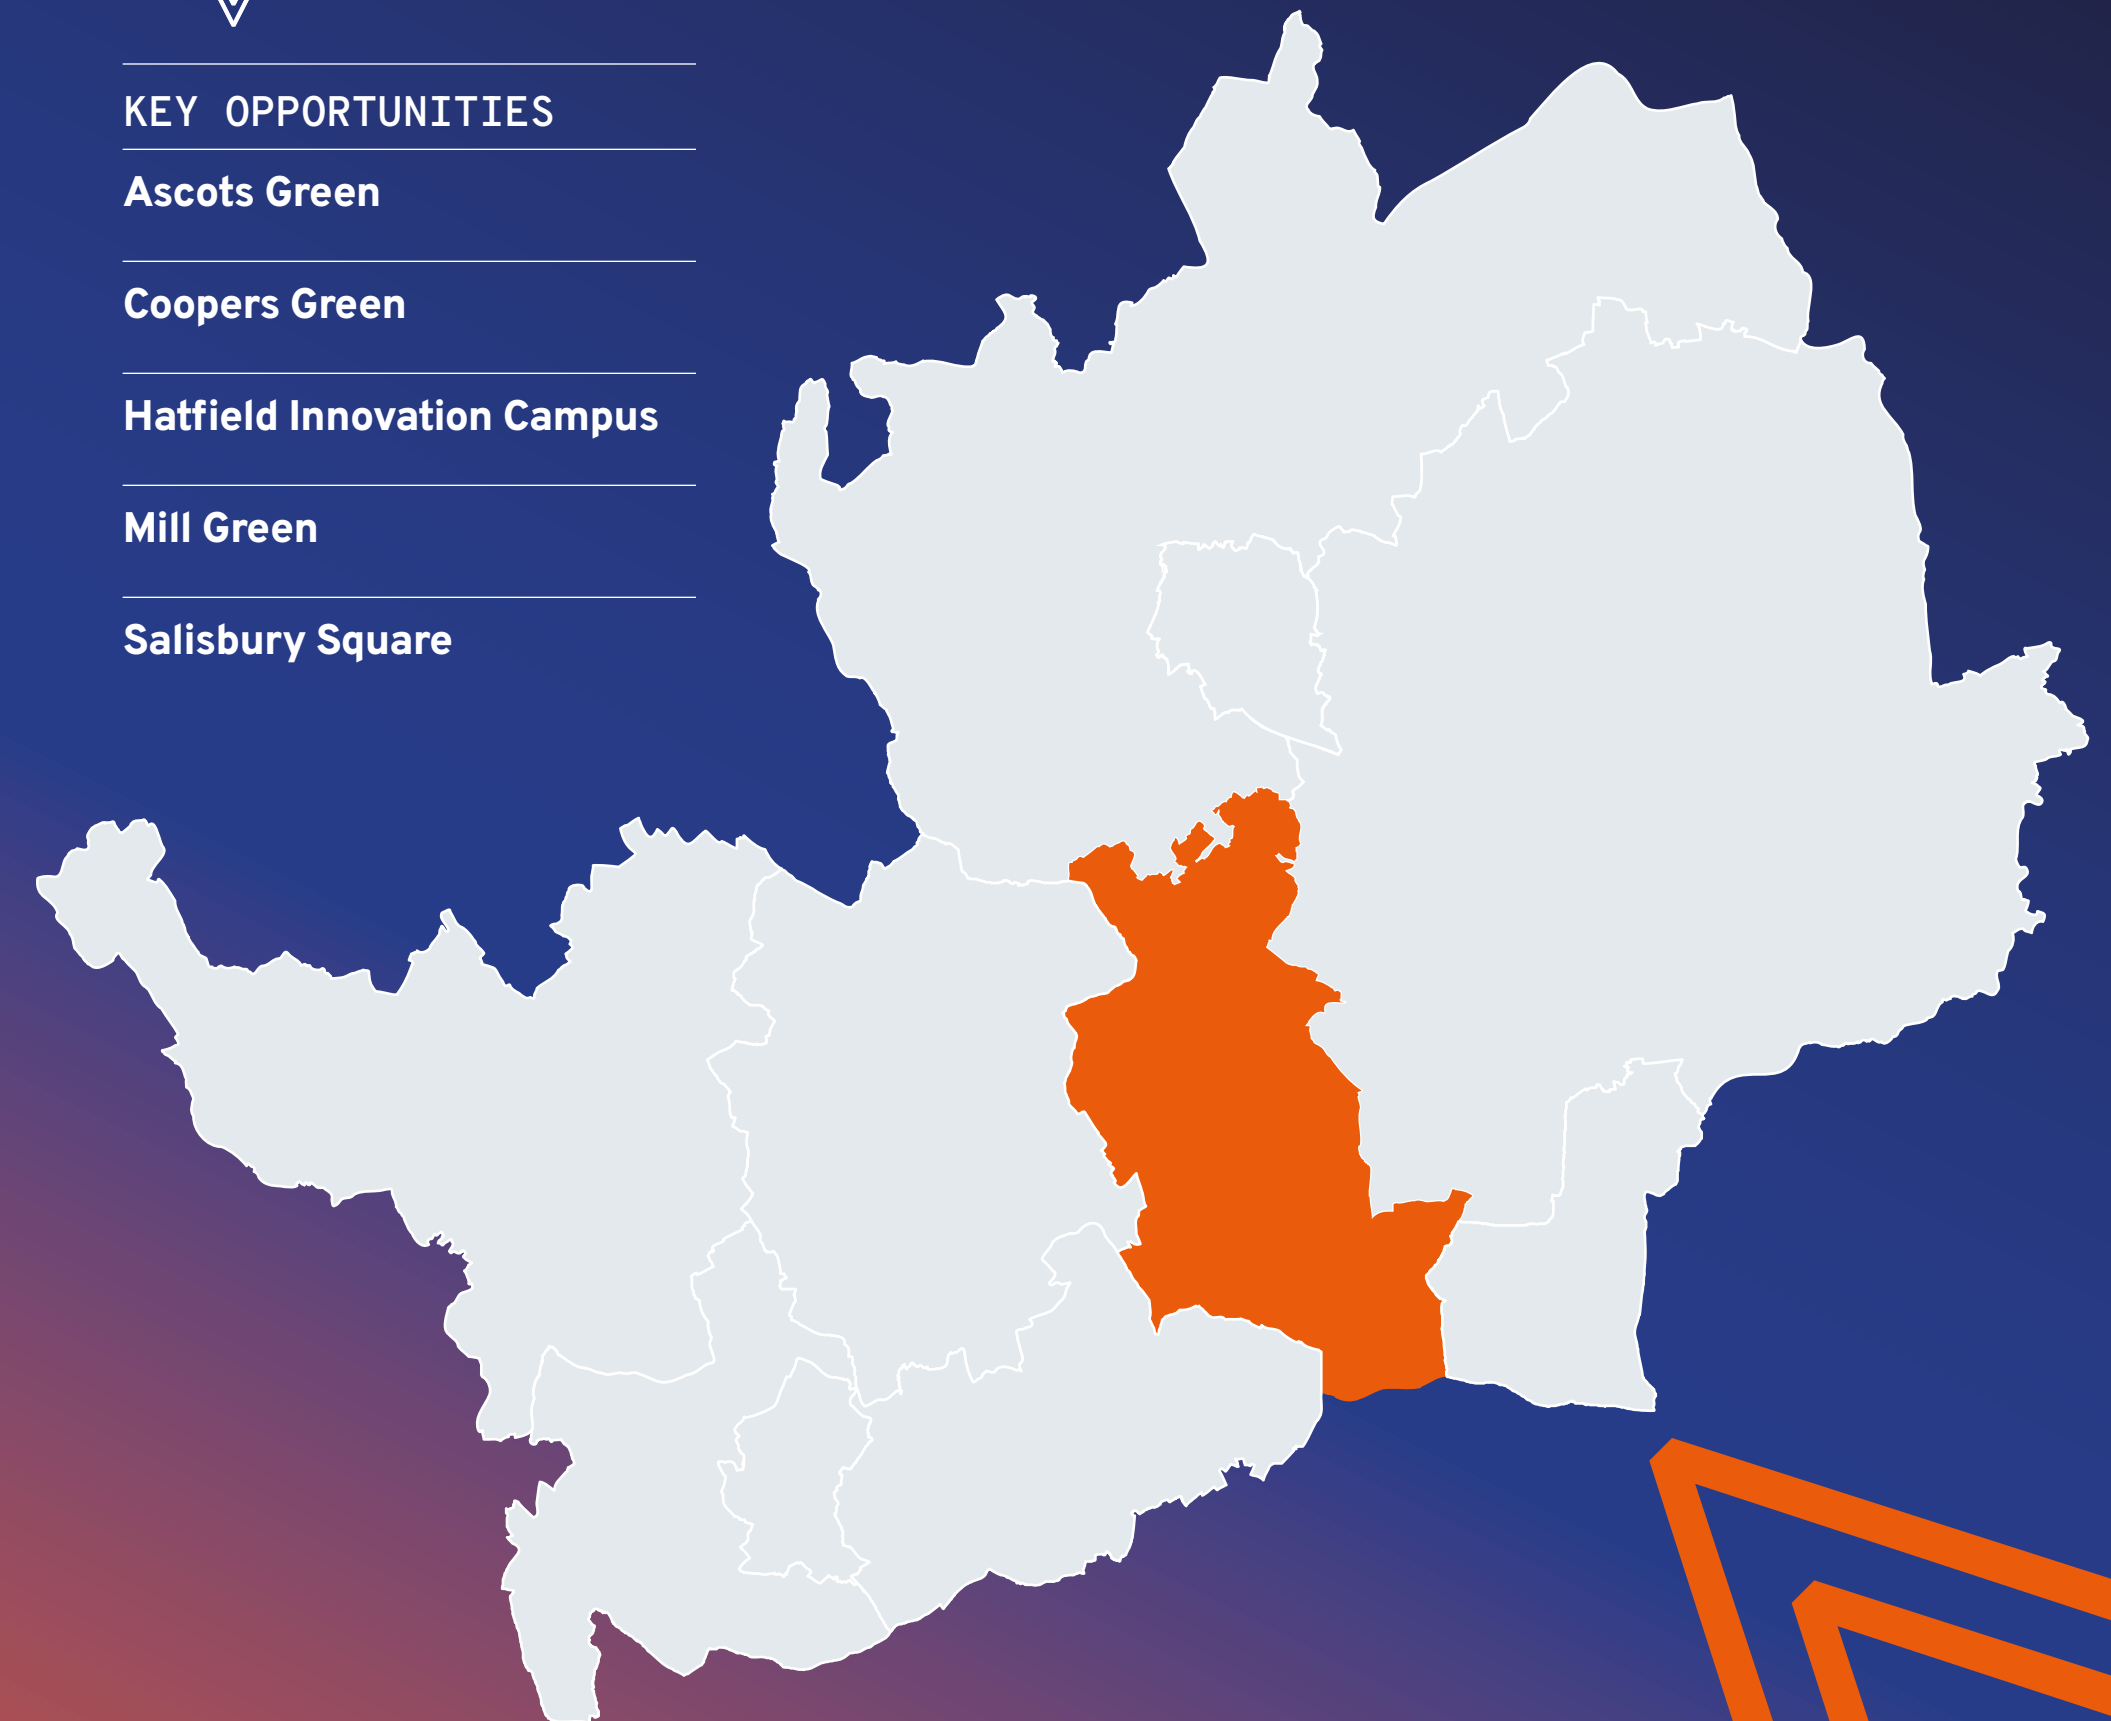 KEY OPPORTUNITIES
Ascots Green
Coopers Green
Hatfield Innovation Campus
Mill Green
Salisbury Square